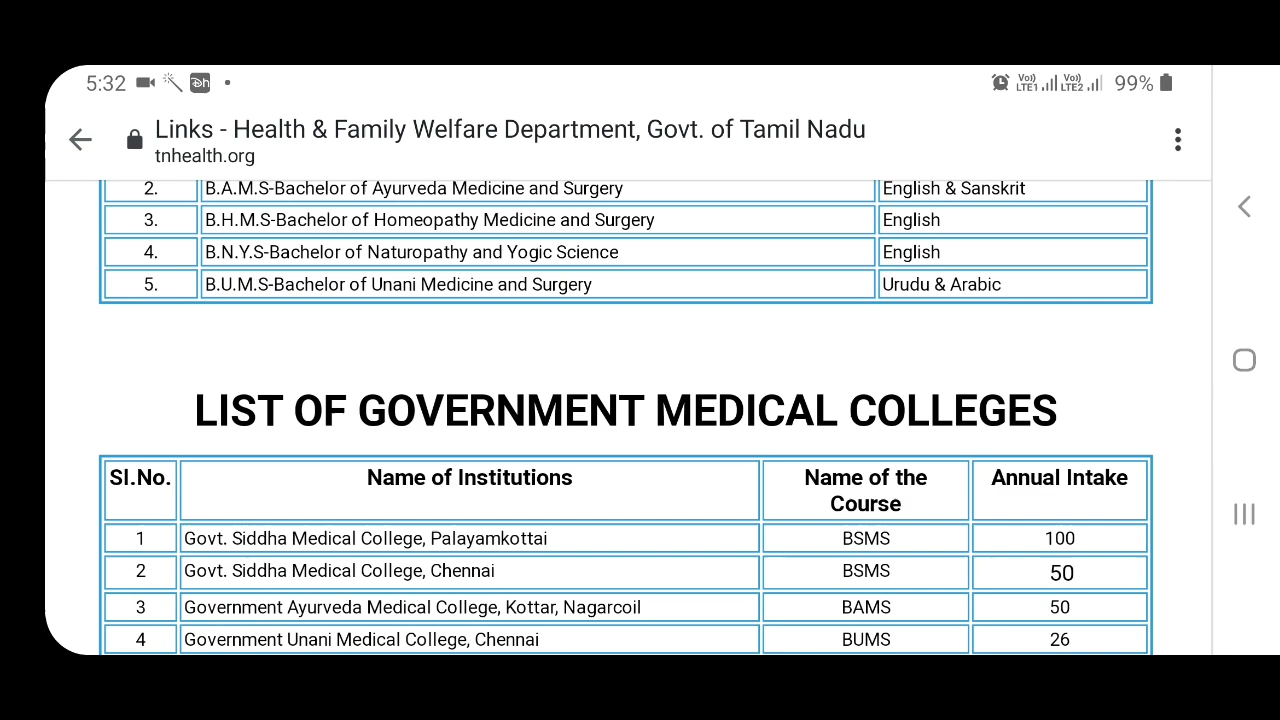 5:32
Vo) LTE1 Vo) LTE2 99%
Links - Health & Family Welfare Department, Govt. of Tamil Nadu
tnhealth.org
2. B.A.M.S-Bachelor of Ayurveda Medicine and Surgery English & Sanskrit
3. B.H.M.S-Bachelor of Homeopathy Medicine and Surgery English
4. B.N.Y.S-Bachelor of Naturopathy and Yogic Science English
5. B.U.M.S-Bachelor of Unani Medicine and Surgery Urudu & Arabic
LIST OF GOVERNMENT MEDICAL COLLEGES
Sl.No. Name of Institutions Name of the Course Annual Intake
1 Govt. Siddha Medical College, Palayamkottai BSMS 100
2 Govt. Siddha Medical College, Chennai BSMS 50
3 Government Ayurveda Medical College, Kottar, Nagarcoil BAMS 50
4 Government Unani Medical College, Chennai BUMS 26